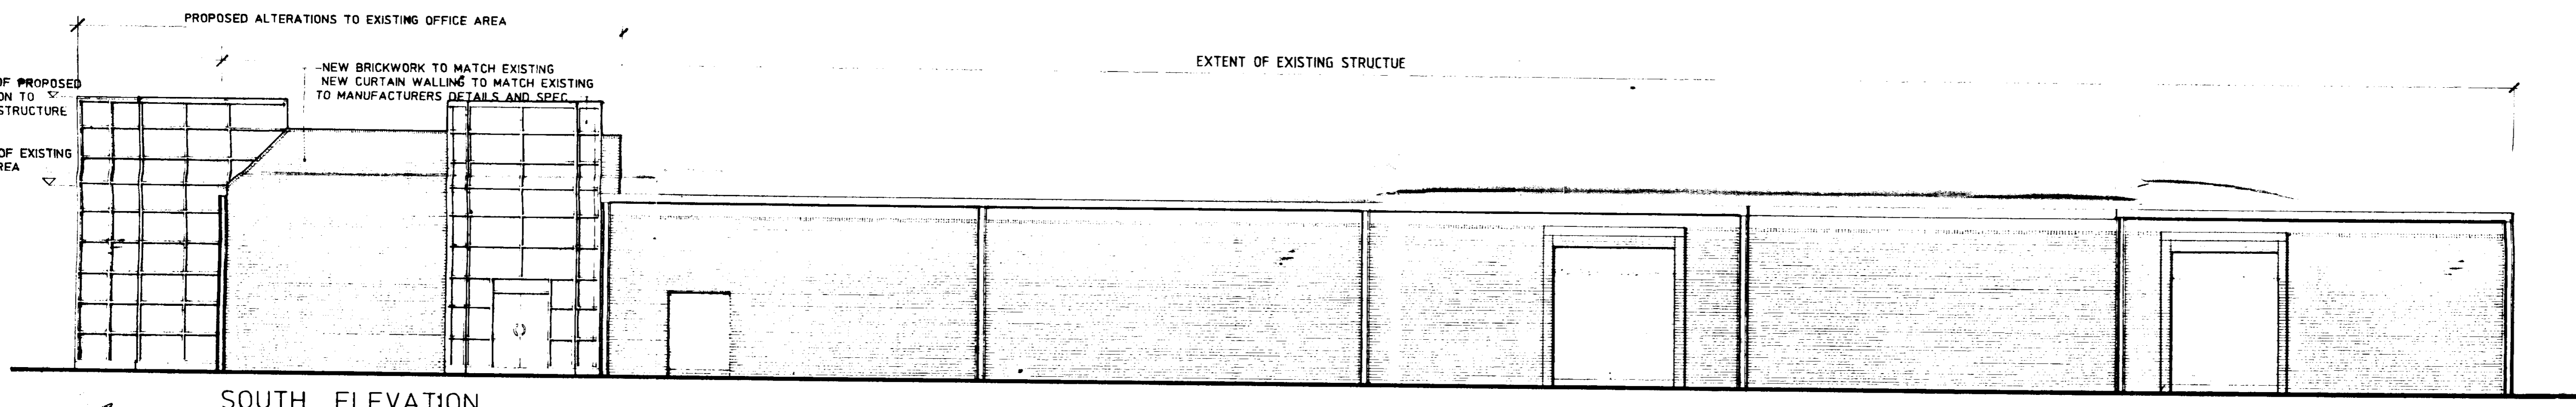 PROPOSED ALTERATIONS TO EXISTING OFFICE AREA
EXTENT OF EXISTING STRUCTUE
-NEW BRICKWORK TO MATCH EXISTING
NEW CURTAIN WALLING TO MATCH EXISTING
TO MANUFACTURERS DETAILS AND SPEC
OF PROPOSED
ON TO
STRUCTURE
OF EXISTING
REA
SOUTH ELEVATION